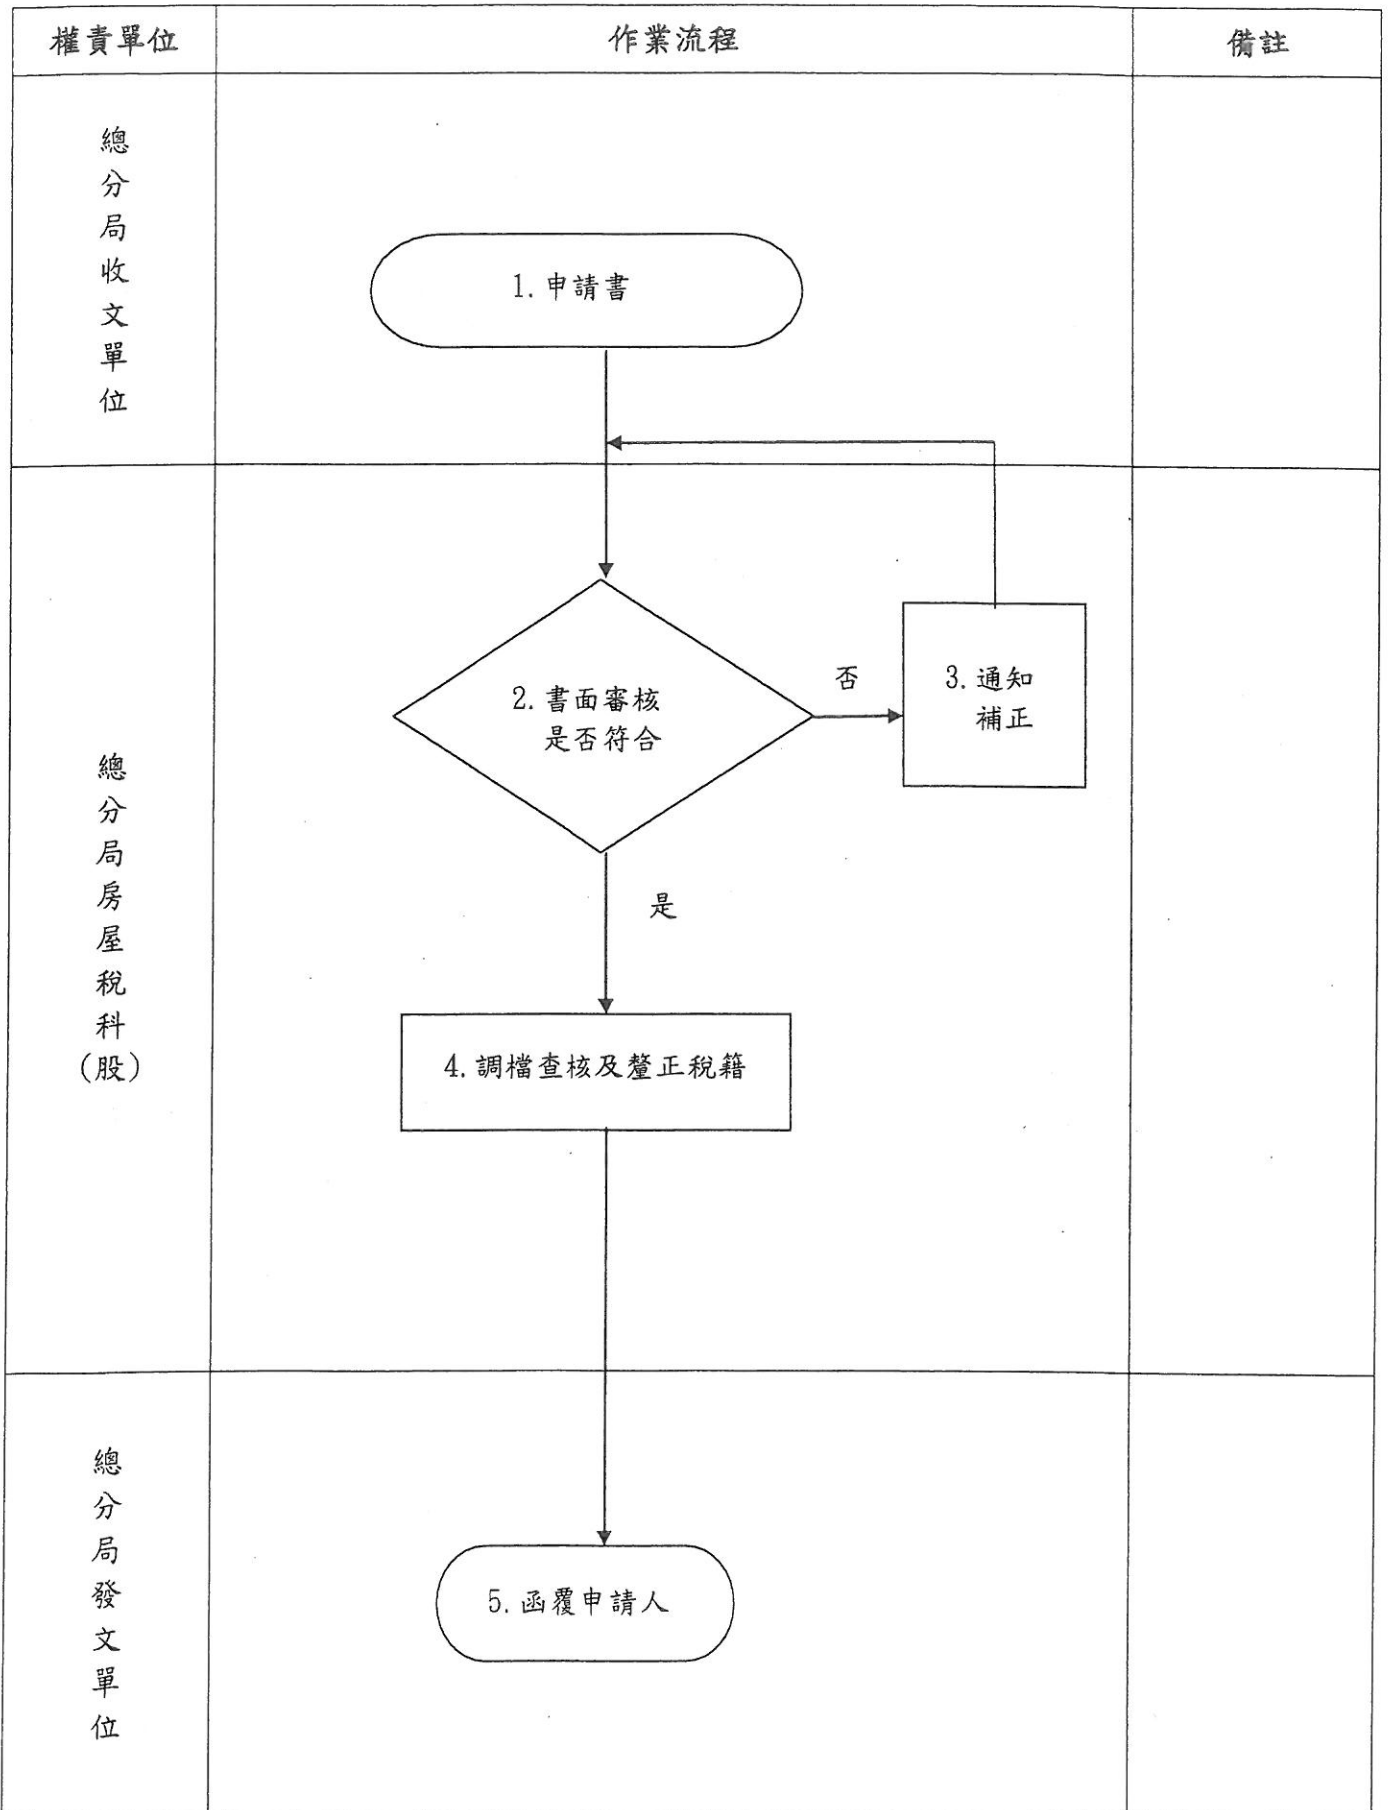 權責單位
作業流程
備註
總分局收文單位
1.申請書
總分局房屋稅科(股)
2.書面審核
是否符合
否
3.通知
補正
是
4.調檔查核及釐正稅籍
總分局發文單位
5.函覆申請人